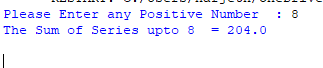 Please Enter any Positive Number  : 8
The Sum of Series upto 8  = 204.0